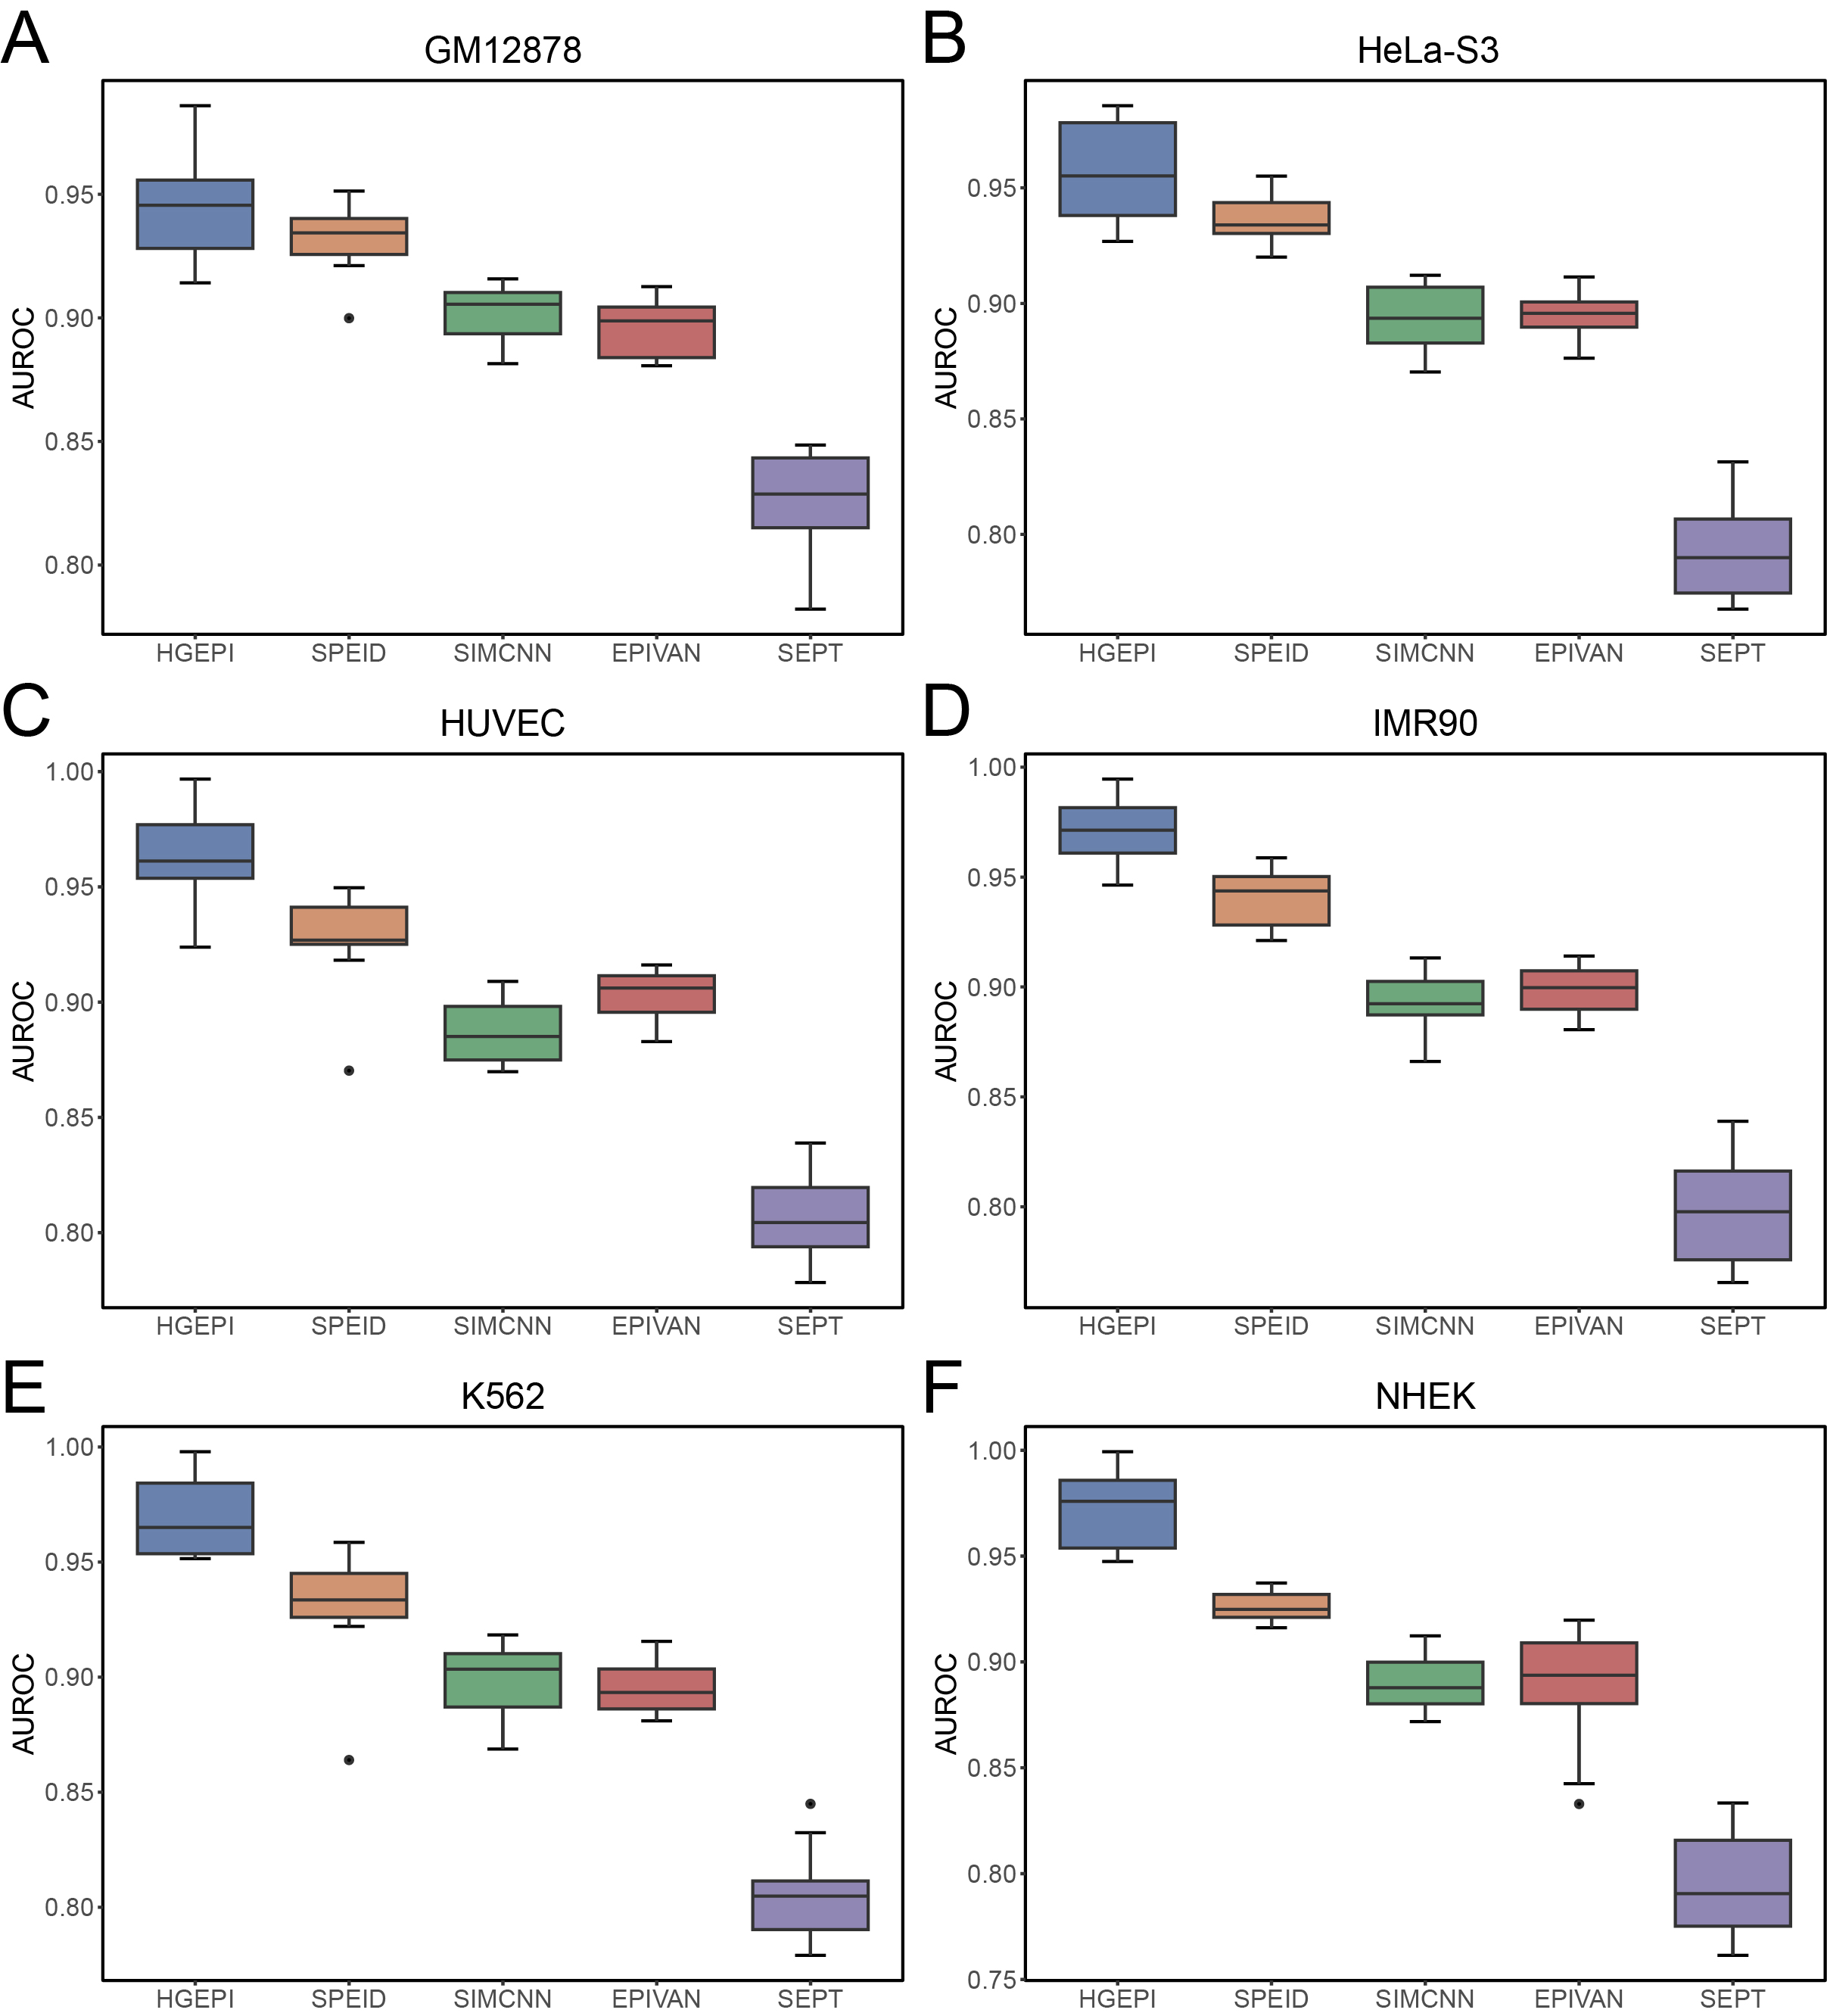 A
GM12878
AUROC
0.95
0.90
0.85
0.80
HGEPI SPEID SIMCNN EPIVAN SEPT
B
HeLa-S3
AUROC
0.95
0.90
0.85
0.80
HGEPI SPEID SIMCNN EPIVAN SEPT
C
HUVEC
AUROC
1.00
0.95
0.90
0.85
0.80
HGEPI SPEID SIMCNN EPIVAN SEPT
D
IMR90
AUROC
1.00
0.95
0.90
0.85
0.80
HGEPI SPEID SIMCNN EPIVAN SEPT
E
K562
AUROC
1.00
0.95
0.90
0.85
0.80
HGEPI SPEID SIMCNN EPIVAN SEPT
F
NHEK
AUROC
1.00
0.95
0.90
0.85
0.80
0.75
HGEPI SPEID SIMCNN EPIVAN SEPT